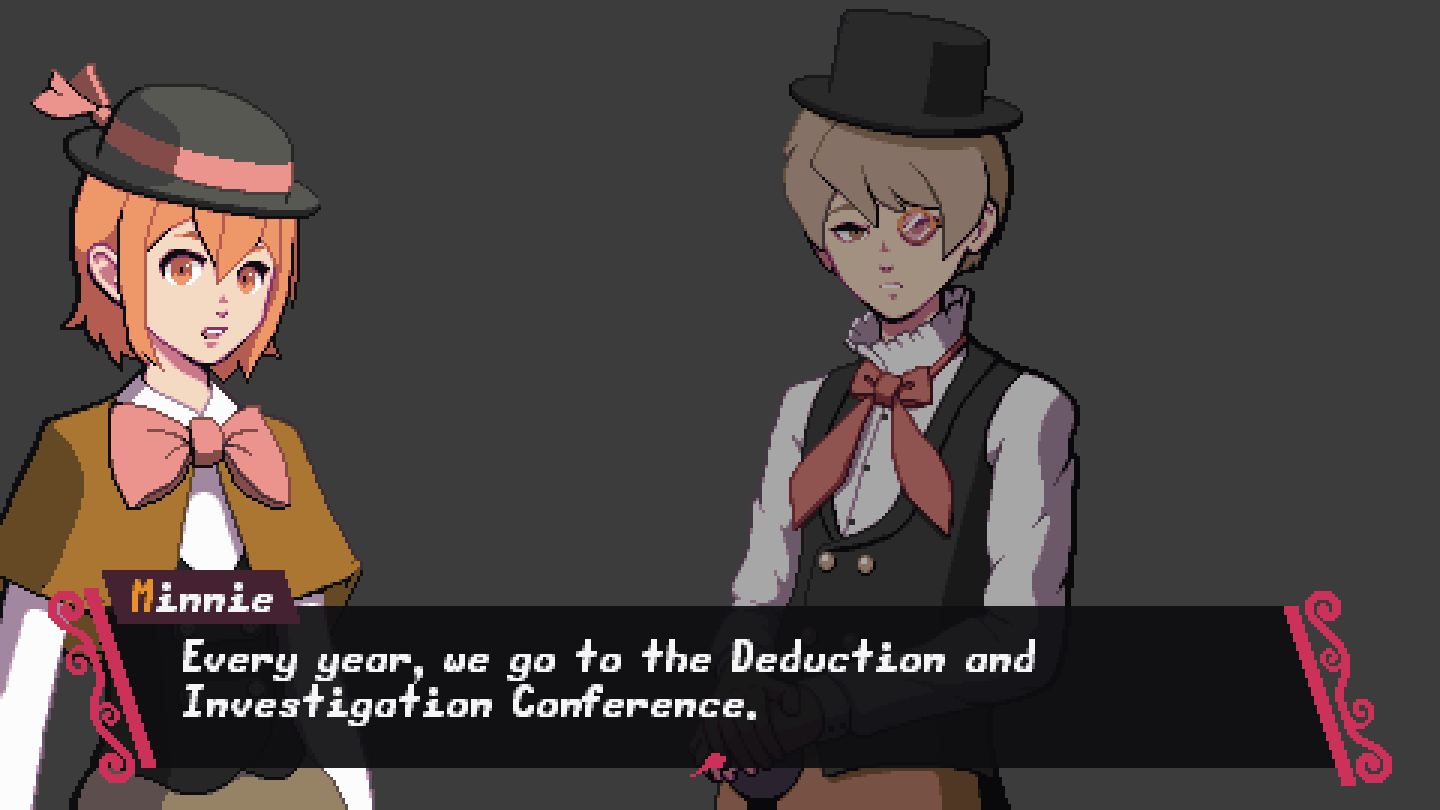 Minnie
Every year, we go to the Deduction and
Investigation Conference.